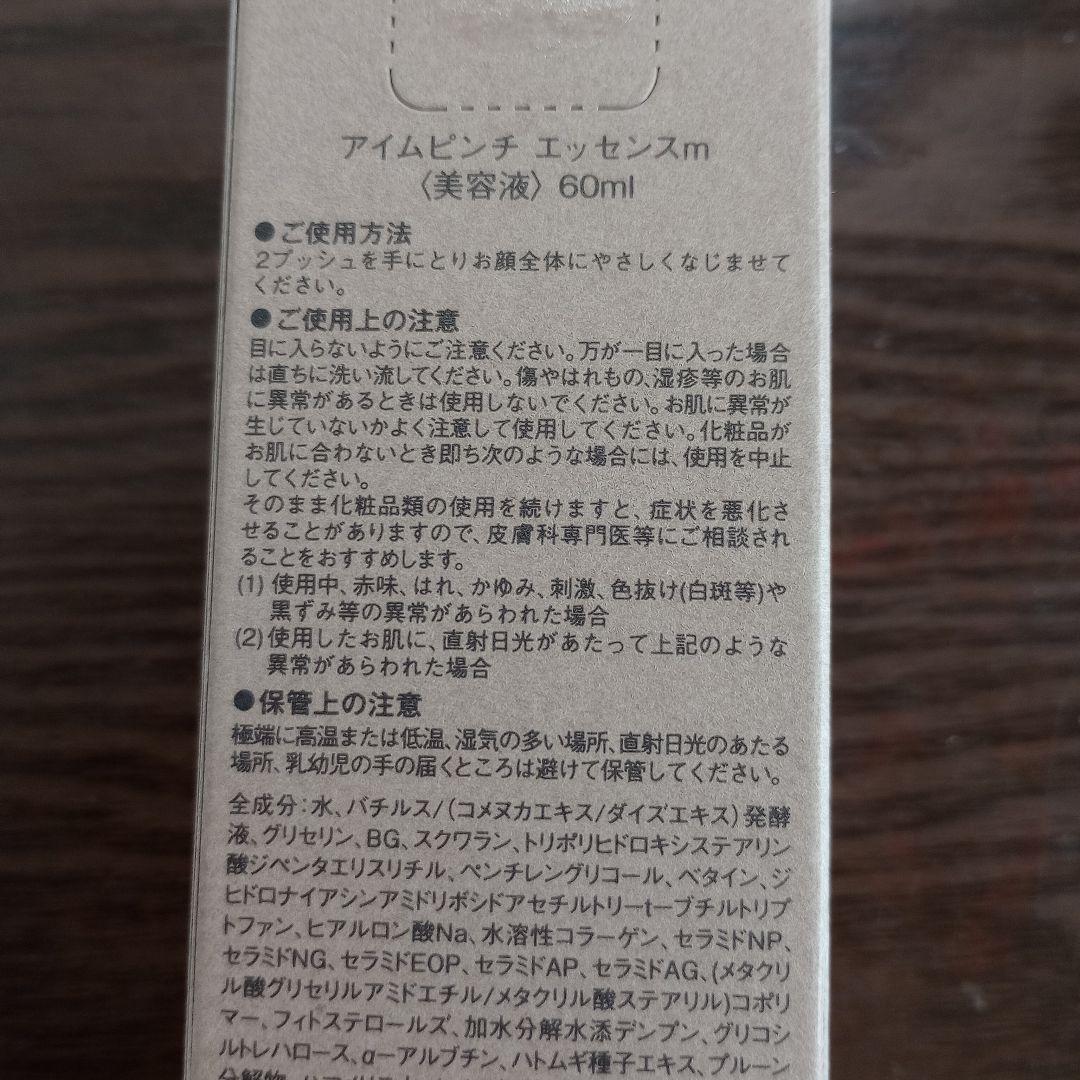 アイムピンチ エッセンスm
〈美容液〉60ml
●ご使用方法
2プッシュを手にとりお顔全体にやさしくなじませて
ください。
●ご使用上の注意
目に入らないようにご注意ください。万が一目に入った場合
は直ちに洗い流してください。傷やはれもの、湿疹等のお肌
に異常があるときは使用しないでください。お肌に異常が
生じていないかよく注意して使用してください。化粧品が
お肌に合わないとき即ち次のような場合には、使用を中止
してください。
そのまま化粧品類の使用を続けますと、症状を悪化さ
せることがありますので、皮膚科専門医等にご相談され
ることをおすすめします。
(1) 使用中、赤味、はれ、かゆみ、刺激、色抜け(白斑等)や
黒ずみ等の異常があらわれた場合
(2)使用したお肌に、直射日光があたって上記のような
異常があらわれた場合
●保管上の注意
極端に高温または低温、湿気の多い場所、直射日光のあたる
場所、乳幼児の手の届くところは避けて保管してください。
全成分:水、バチルス/(コメヌカエキス/ダイズエキス)発酵
液、グリセリン、BG、スクワラン、トリポリヒドロキシステアリン
酸ジペンタエリスリチル、ペンチレングリコール、ベタイン、ジ
ヒドロナイアシンアミドリボシドアセチルトリーt−ブチルトリプ
トファン、ヒアルロン酸Na、水溶性コラーゲン、セラミドNP、
セラミドNG、セラミドEOP、セラミドAP、セラミドAG、(メタクリ
ル酸グリセリルアミドエチル/メタクリル酸ステアリル)コポリ
マー、フィトステロールズ、加水分解水添デンプン、グリコシ
ルトレハロース、α−アルブチン、ハトムギ種子エキス、プルーン
分解物、